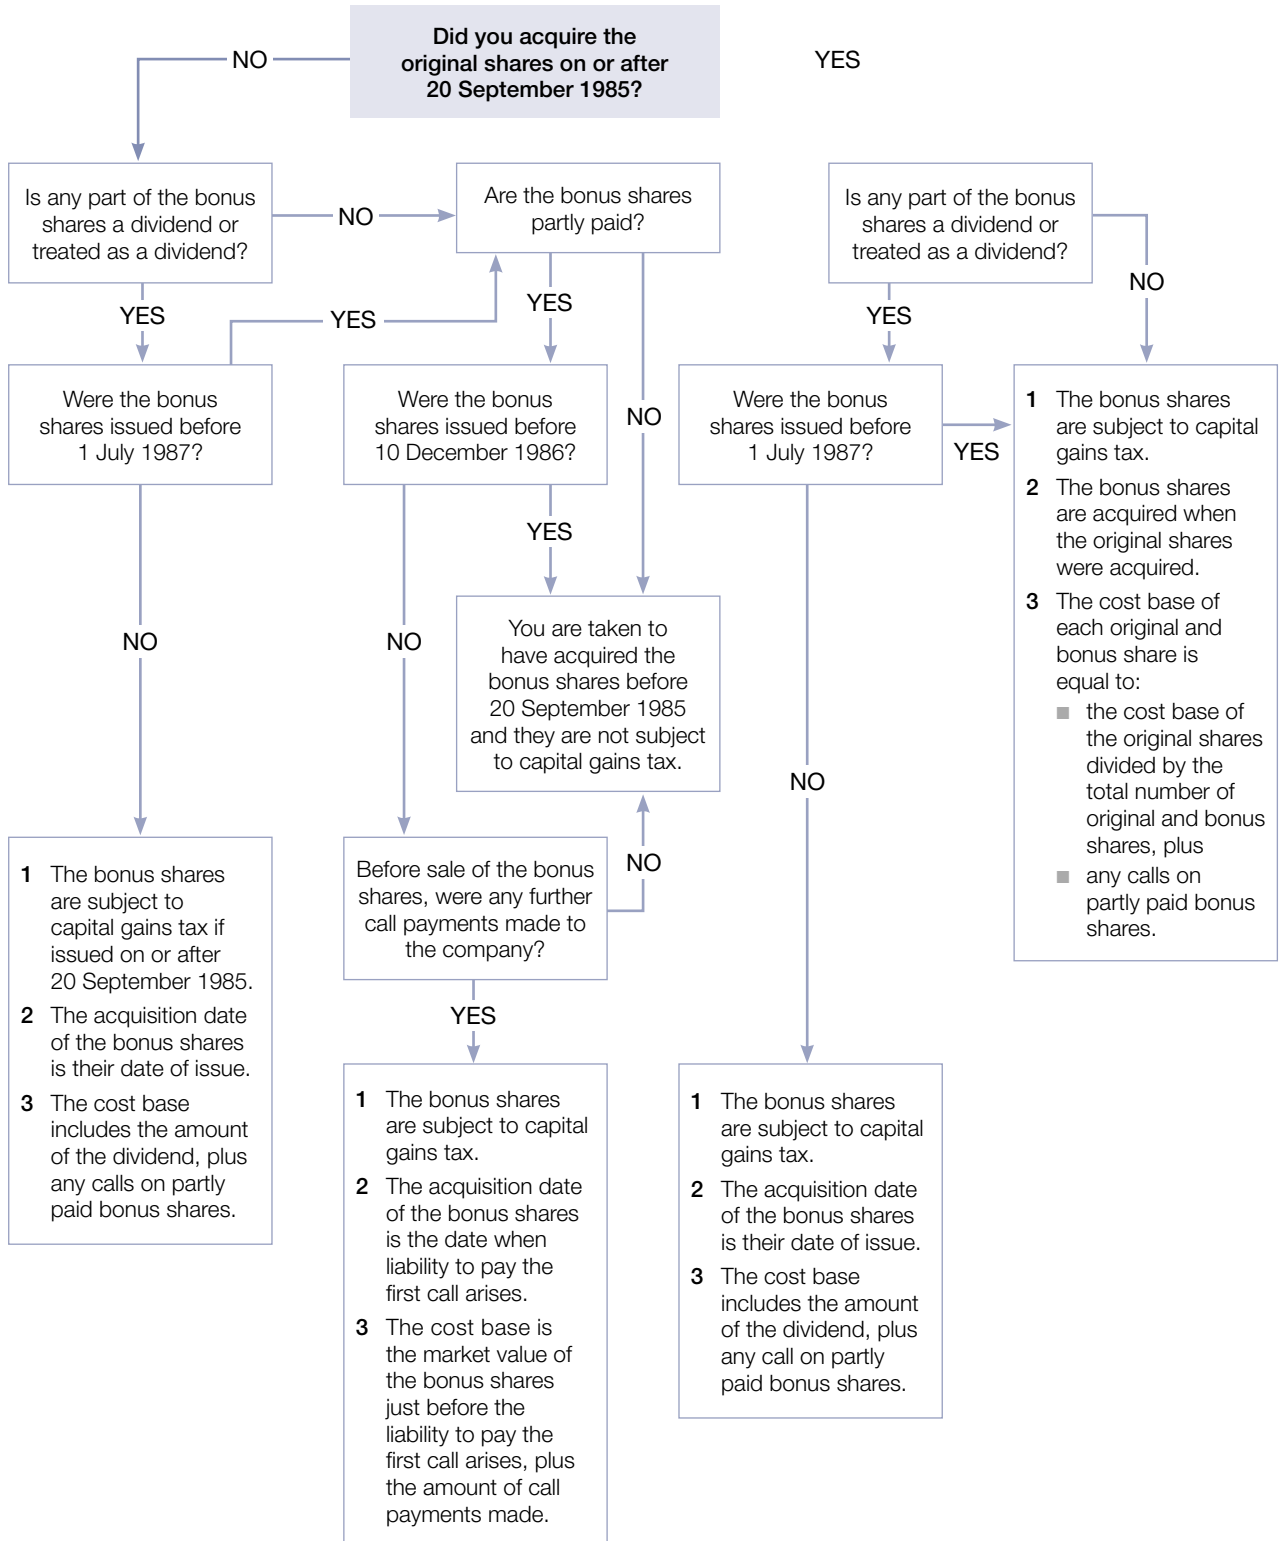 Did you acquire the
original shares on or after
20 September 1985?
NO
YES
Is any part of the bonus
shares a dividend or
treated as a dividend?
NO
Are the bonus shares
partly paid?
Is any part of the bonus
shares a dividend or
treated as a dividend?
NO
YES
YES
YES
YES
Were the bonus
shares issued before
1 July 1987?
Were the bonus
shares issued before
10 December 1986?
NO
Were the bonus
shares issued before
1 July 1987?
YES
1 The bonus shares
are subject to capital
gains tax.
2 The bonus shares
are acquired when
the original shares
were acquired.
3 The cost base of
each original and
bonus share is
equal to:
■ the cost base of
the original shares
divided by the
total number of
original and bonus
shares, plus
■ any calls on
partly paid bonus
shares.
YES
NO
NO
You are taken to
have acquired the
bonus shares before
20 September 1985
and they are not subject
to capital gains tax.
NO
1 The bonus shares
are subject to
capital gains tax if
issued on or after
20 September 1985.
2 The acquisition date
of the bonus shares
is their date of issue.
3 The cost base
includes the amount
of the dividend, plus
any calls on partly
paid bonus shares.
Before sale of the bonus
shares, were any further
call payments made to
the company?
NO
YES
1 The bonus shares
are subject to capital
gains tax.
2 The acquisition date
of the bonus shares
is the date when
liability to pay the
first call arises.
3 The cost base is
the market value of
the bonus shares
just before the
liability to pay the
first call arises, plus
the amount of call
payments made.
1 The bonus shares
are subject to capital
gains tax.
2 The acquisition date
of the bonus shares
is their date of issue.
3 The cost base
includes the amount
of the dividend, plus
any call on partly
paid bonus shares.